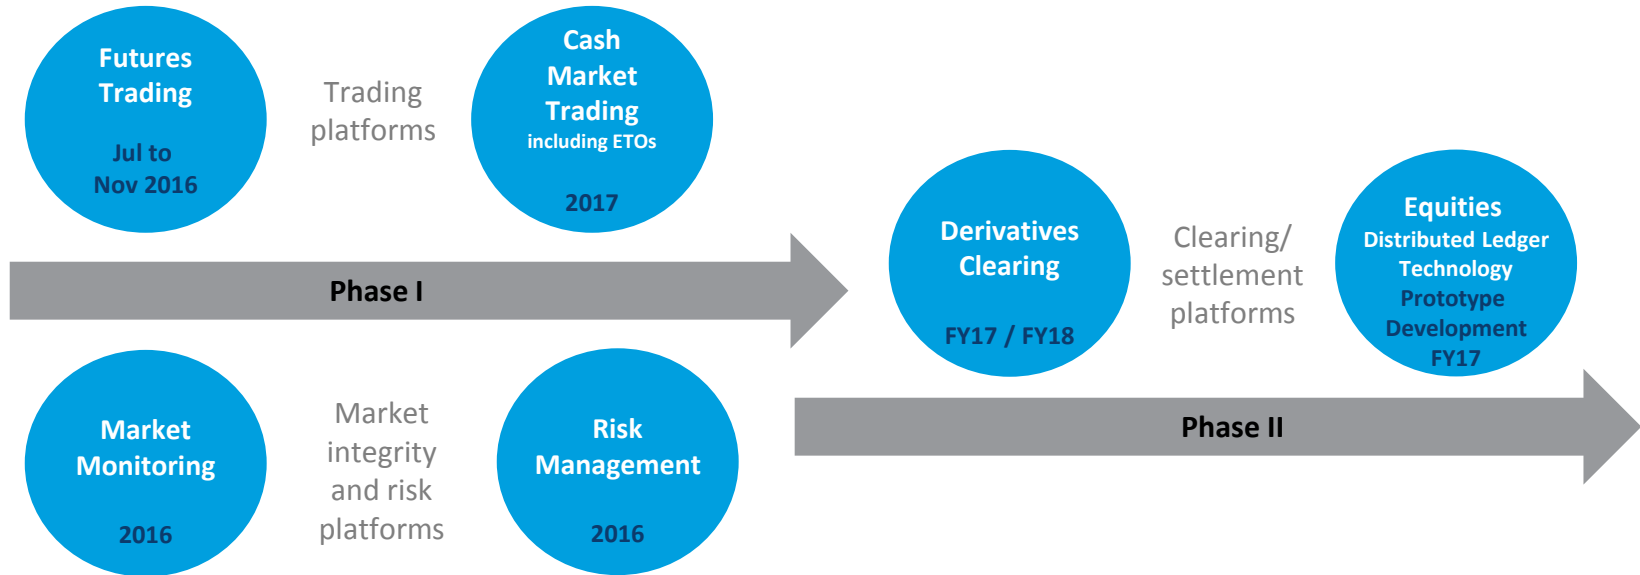 Futures
Trading
Jul to
Nov 2016
Trading
platforms
Cash
Market
Trading
including ETOs
2017
Phase I
Market
Monitoring
2016
Market
integrity
and risk
platforms
Risk
Management
2016
Derivatives
Clearing
FY17 / FY18
Clearing/
settlement
platforms
Equities
Distributed Ledger
Technology
Prototype
Development
FY17
Phase II